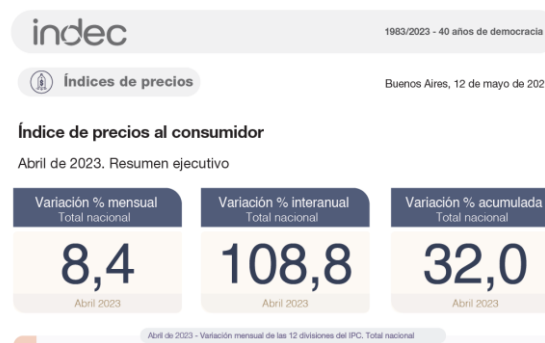 indec
1983/2023 - 40 años de democracia
Índices de precios
Buenos Aires, 12 de mayo de 202
Índice de precios al consumidor
Abril de 2023. Resumen ejecutivo
Variación % mensual
Total nacional
8,4
Abril 2023
Variación % interanual
Total nacional
108,8
Abril 2023
Variación % acumulada
Total nacional
32,0
Abril 2023
Abril de 2023 - Variación mensual de las 12 divisiones del IPC. Total nacional